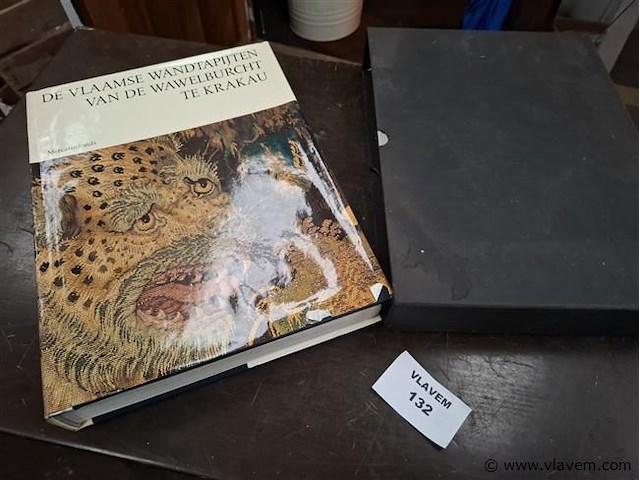 DE VLAAMSE WANDTAPIJTEN
VAN DE WAWELBURCHT
TE KRAKAU
Mercatorfonds
VLAVEM
132
© www.vlavem.com